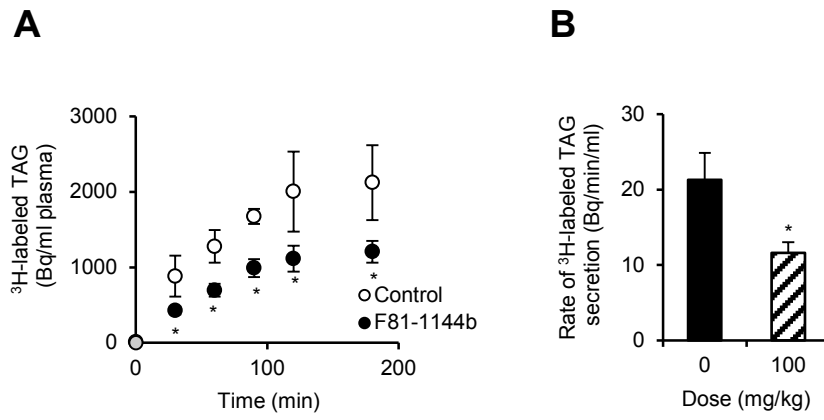 A
³H-labeled TAG
(Bq/ml plasma)
3000
2000
1000
0
* * * * *
Control
F81-1144b
0 100 200
Time (min)
B
Rate of ³H-labeled TAG
secretion (Bq/min/ml)
30
20
10
0
*
0 100
Dose (mg/kg)